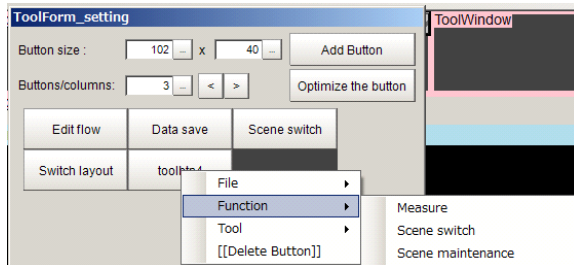 ToolForm_setting
ToolWindow
Button size : 102 ... x 40 ... Add Button
Buttons/columns: 3 ... < > Optimize the button
Edit flow Data save Scene switch
Switch layout toolbtn4
File
Function
Measure
Tool
Scene switch
[[Delete Button]]
Scene maintenance